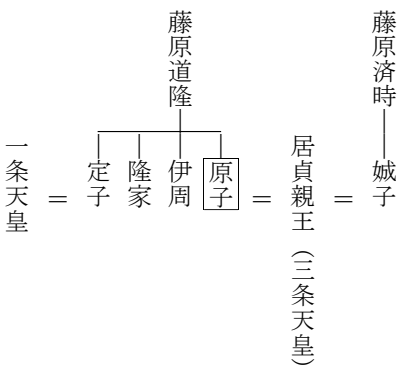 藤原済時
娍子
＝
居貞親王（三条天皇）
＝
藤原道隆
原子
伊周
隆家
定子
＝
一条天皇